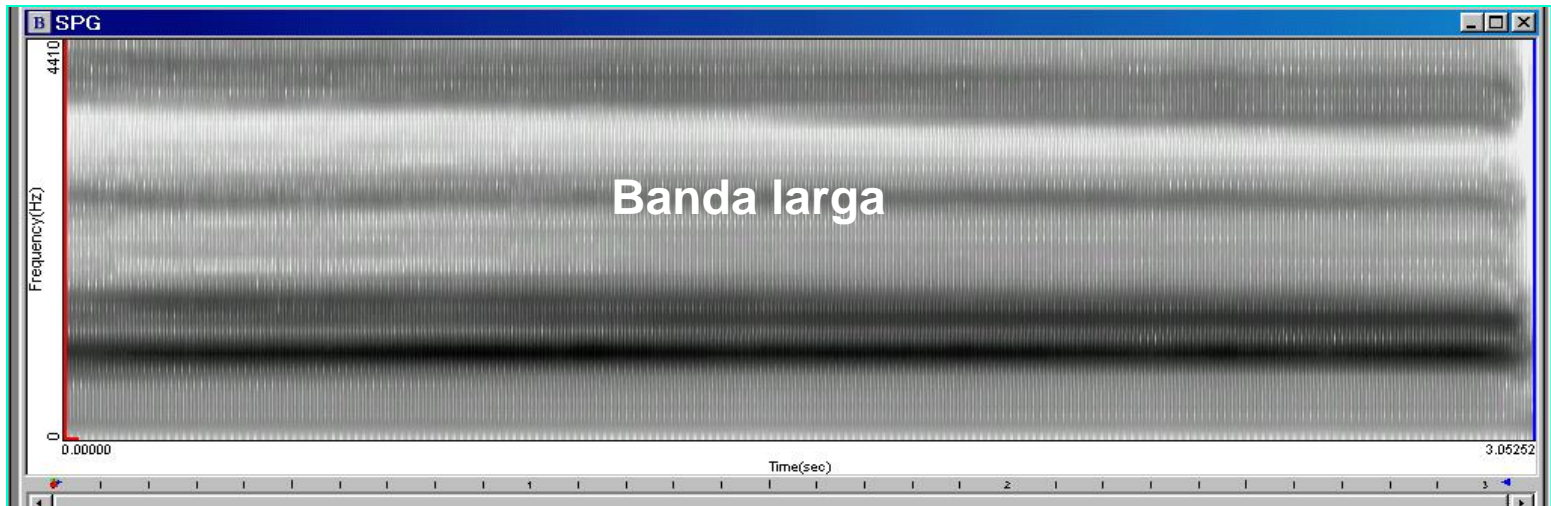 B SPG
4410
Frequency(Hz)
Banda larga
0
0.00000
3.05252
Time(sec)
1 2 3